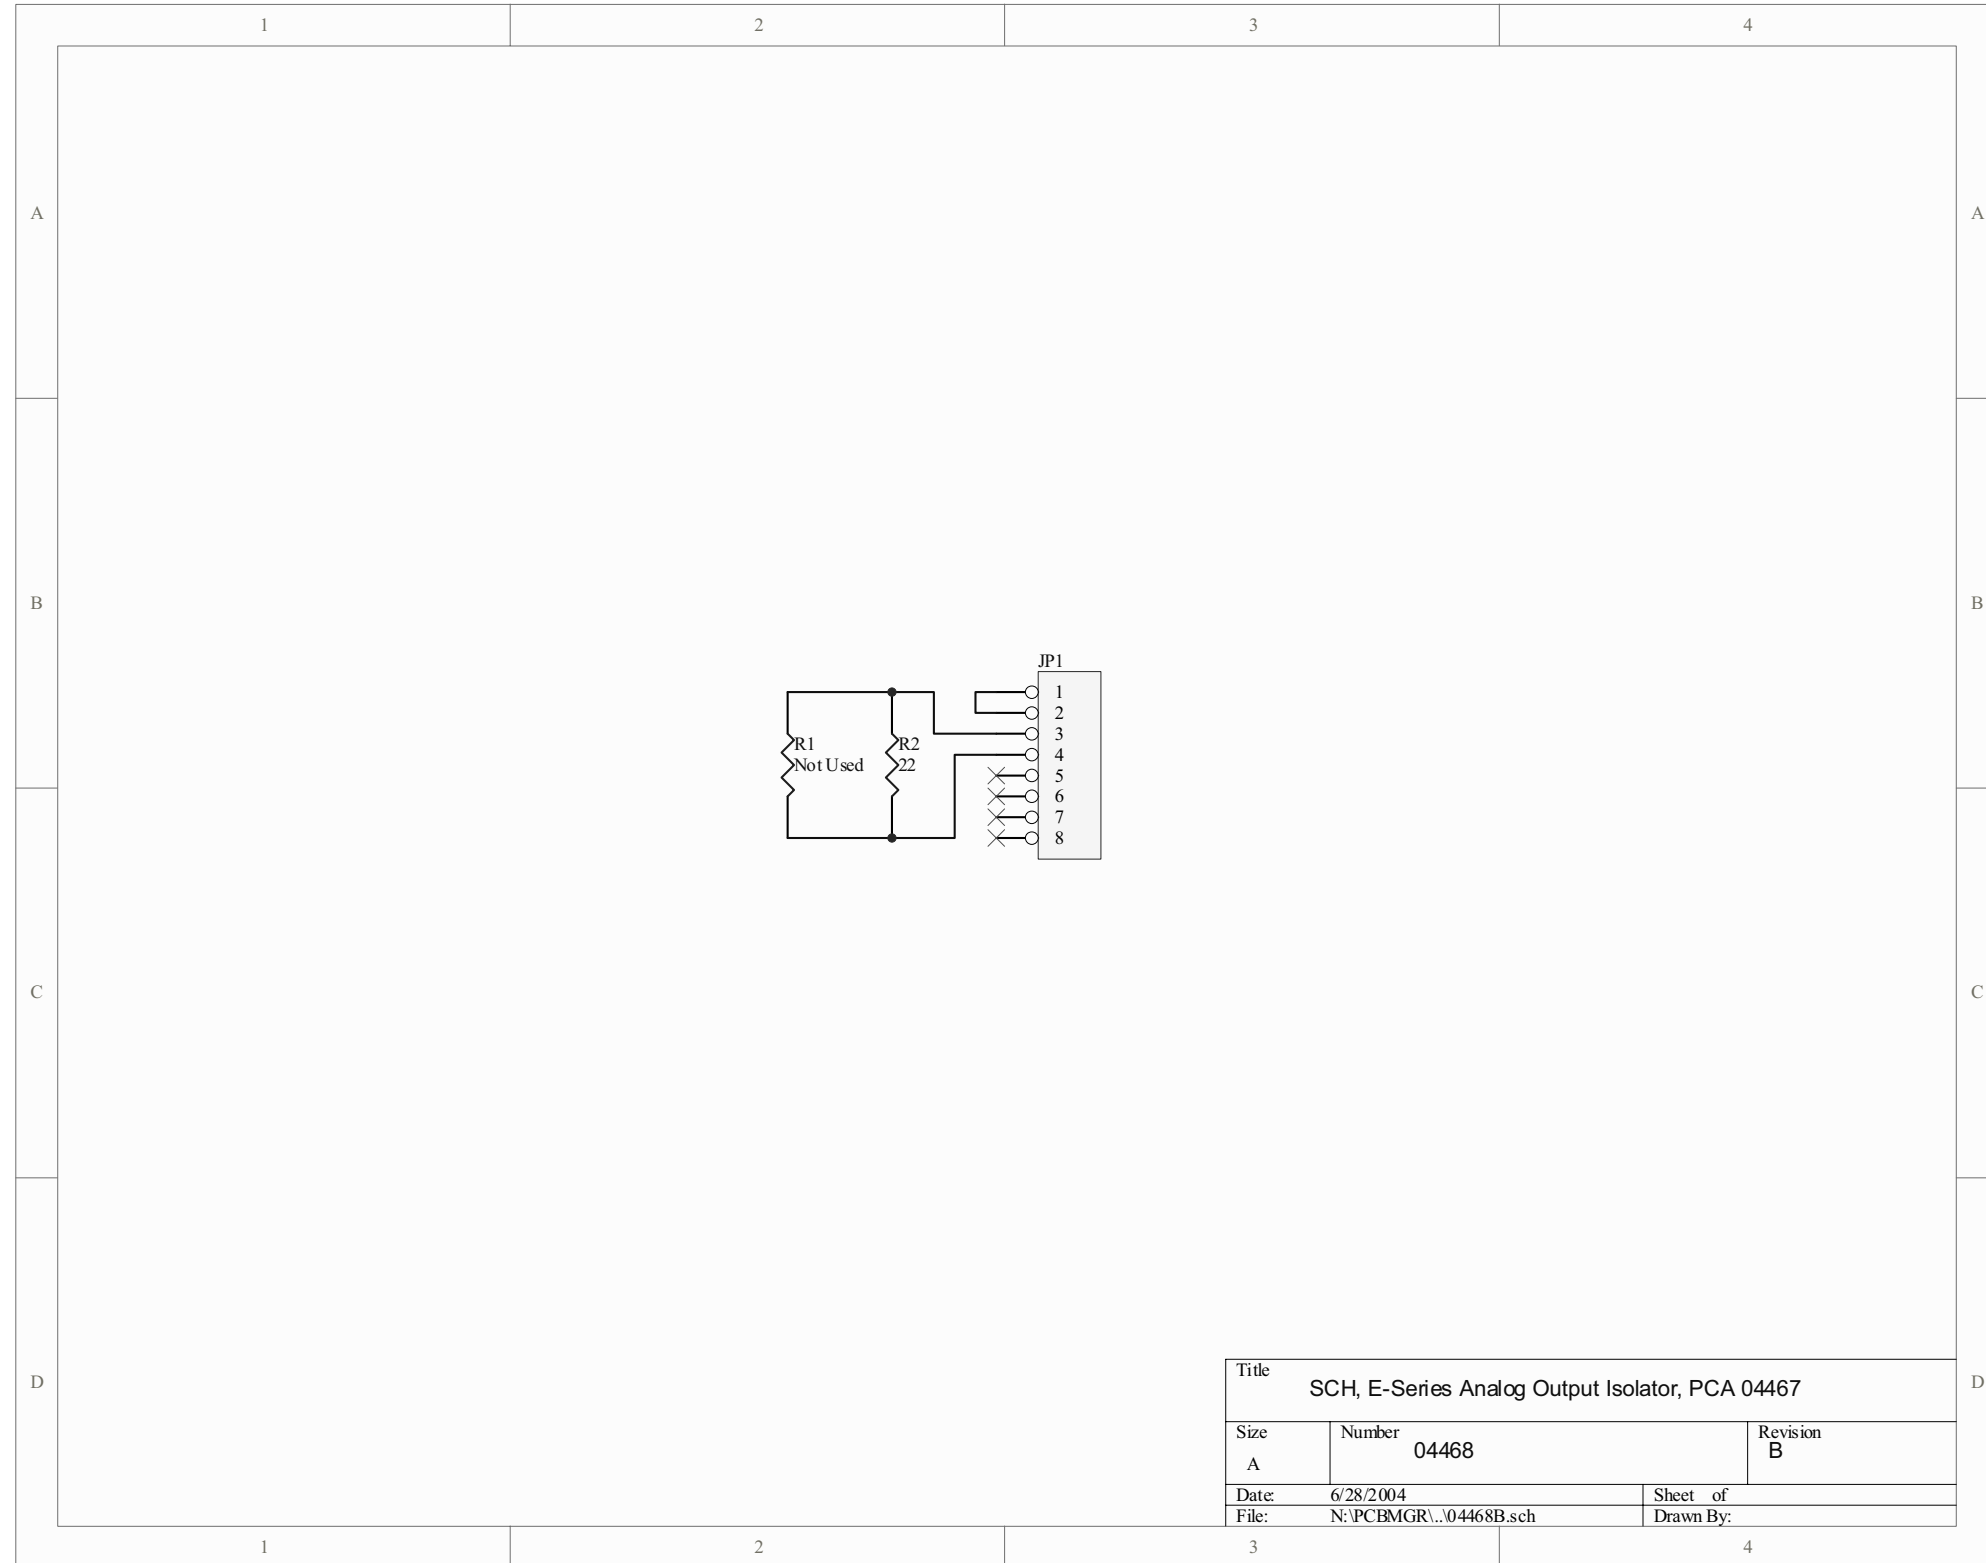 1 2 3 4
A A
B B
JP1
1
2
3
R1 R2 4
Not Used 22 5
6
7
8
C C
D D
Title
SCH, E-Series Analog Output Isolator, PCA 04467
Size Number Revision
A 04468 B
Date: 6/28/2004 Sheet of
File: N:\PCBMGR\..\04468B.sch Drawn By:
1 2 3 4